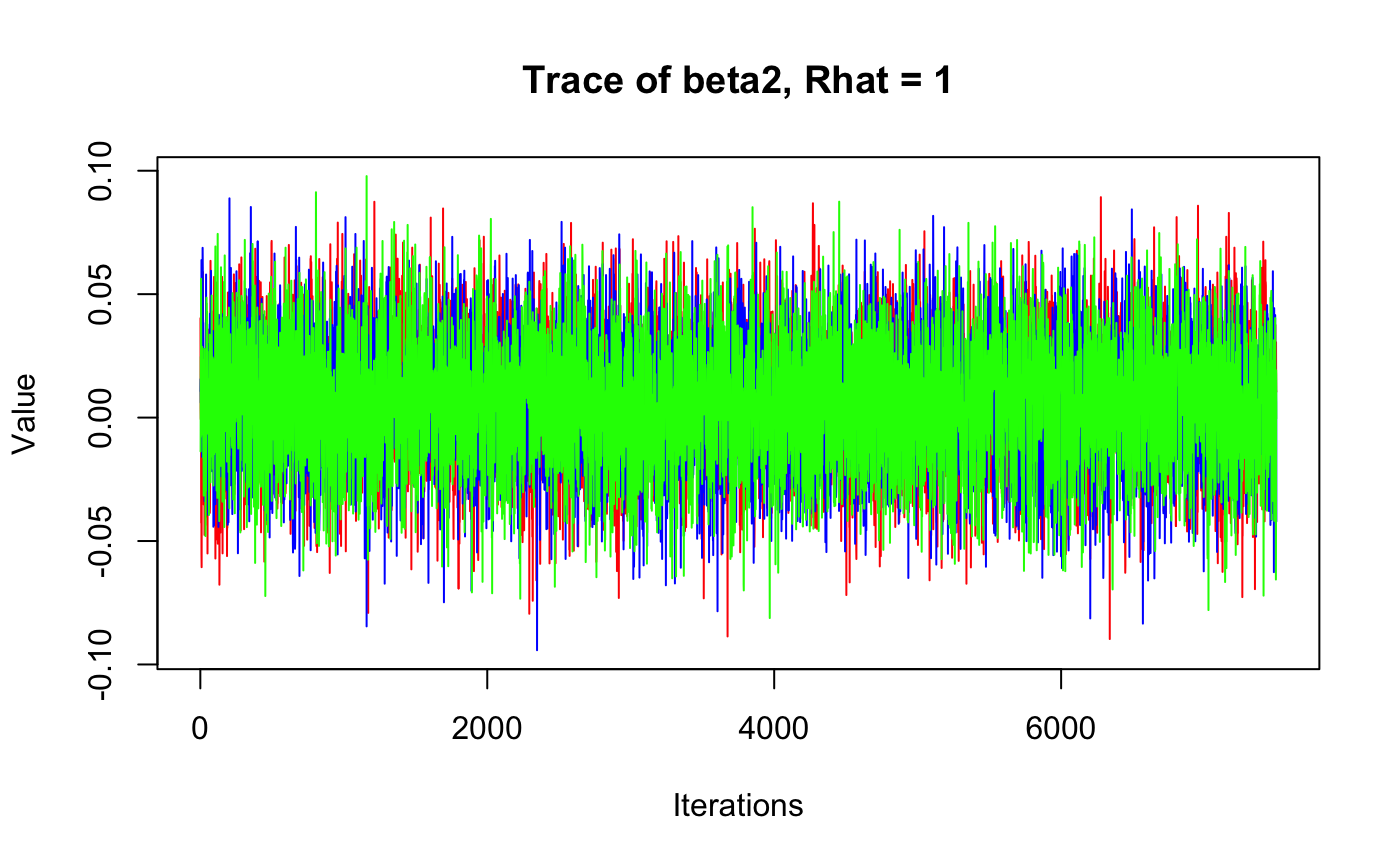 Trace of beta2, Rhat = 1
0.10
0.05
0.00
-0.05
-0.10
Value
0 2000 4000 6000
Iterations